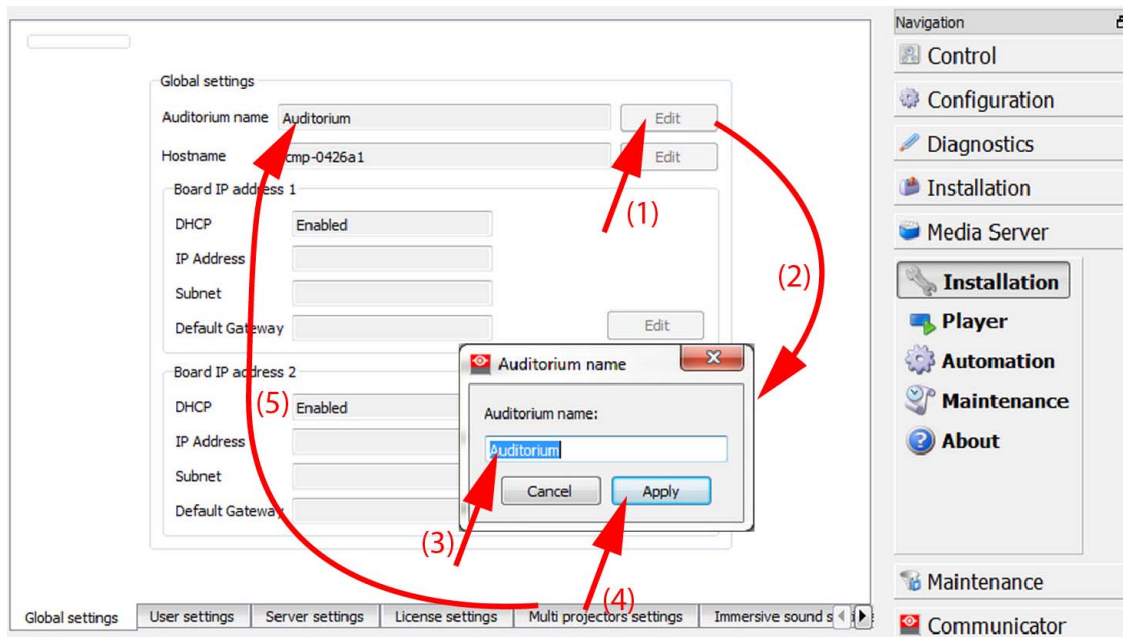 Global settings
Auditorium name Auditorium Edit
Hostname cmp-0426a1 Edit
(1)
Board IP address 1
DHCP Enabled
IP Address
(2)
Subnet
Default Gateway Edit
Board IP address 2
DHCP Enabled
(5)
IP Address
Subnet
Default Gateway
Auditorium name
Auditorium name:
Auditorium
Cancel Apply
(3)
(4)
Global settings User settings Server settings License settings Multi projectors settings Immersive sound
Navigation
Control
Configuration
Diagnostics
Installation
Media Server
Installation
Player
Automation
Maintenance
About
Maintenance
Communicator